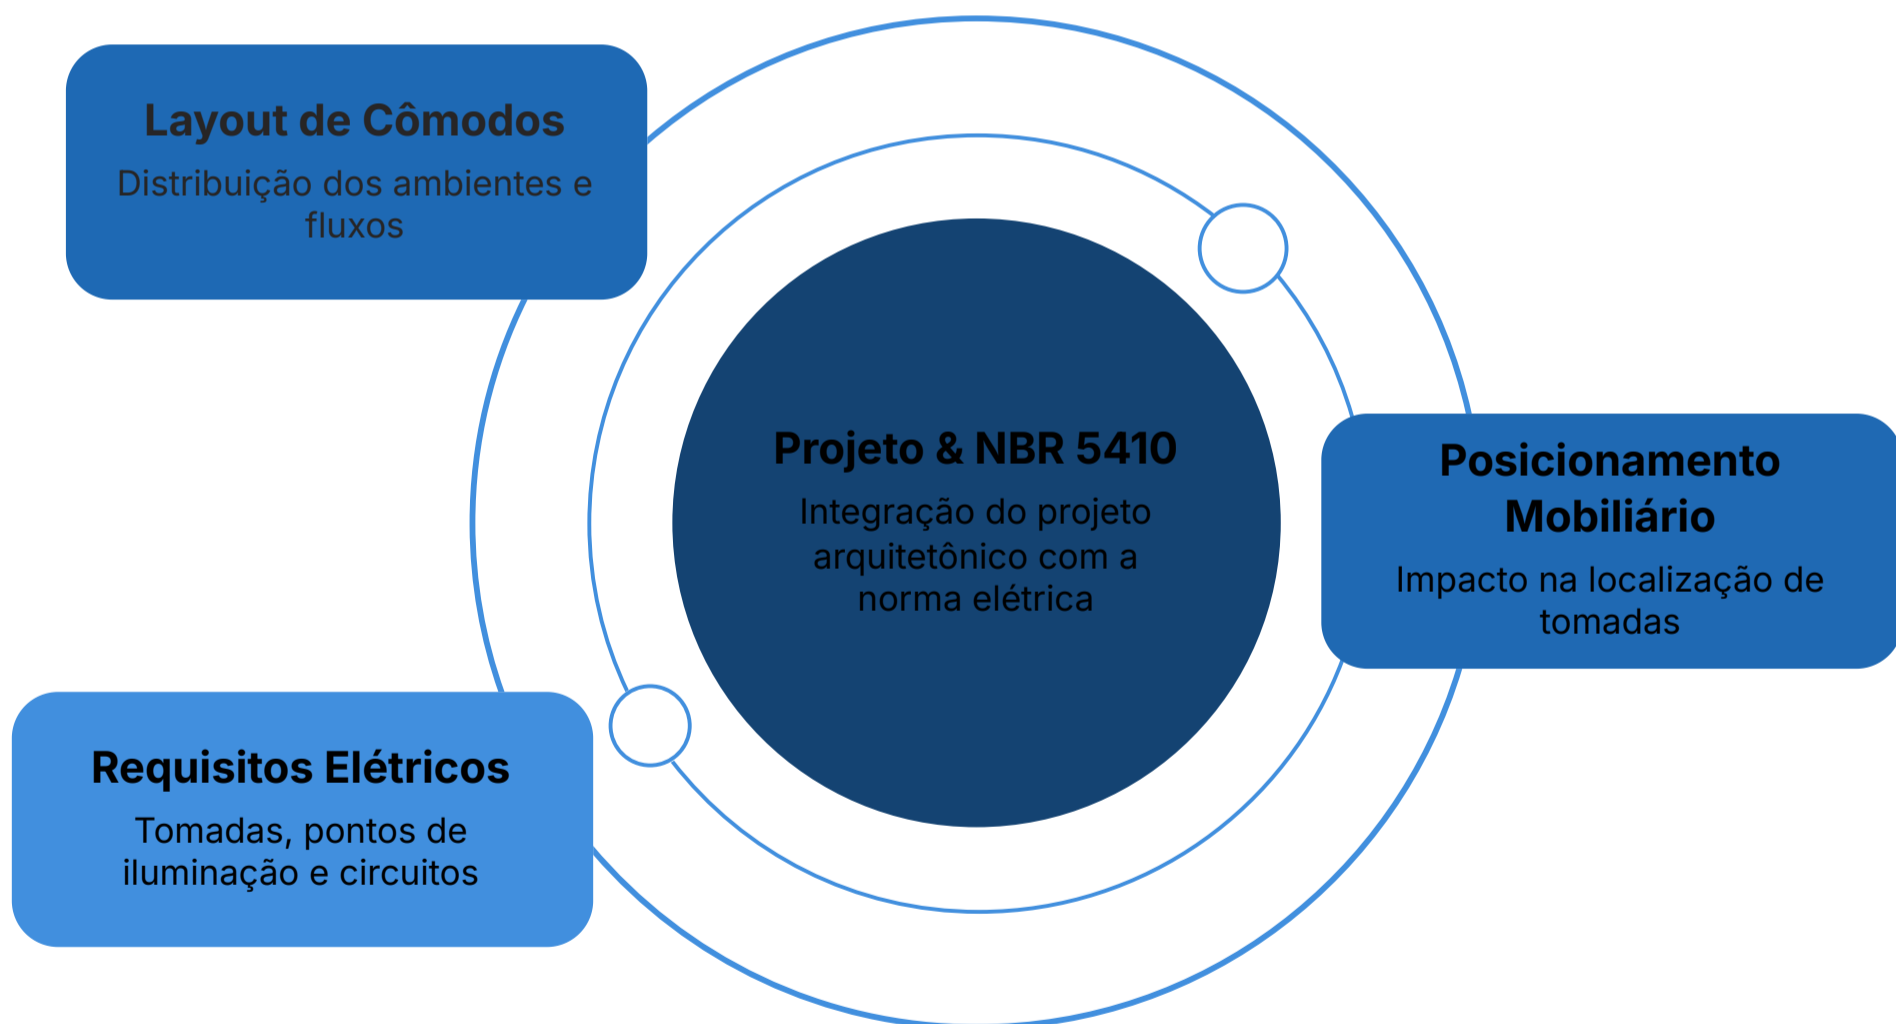 Layout de Cômodos
Distribuição dos ambientes e
fluxos
Projeto & NBR 5410
Integração do projeto
arquitetônico com a
norma elétrica
Posicionamento
Mobiliário
Impacto na localização de
tomadas
Requisitos Elétricos
Tomadas, pontos de
iluminação e circuitos